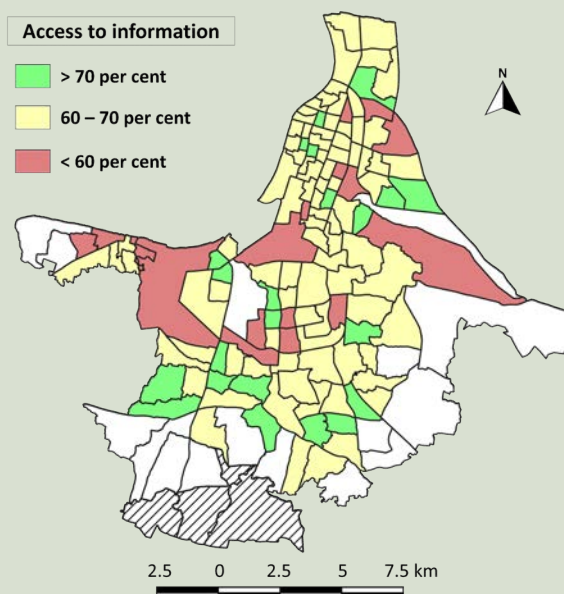 Access to information
> 70 per cent
60 – 70 per cent
< 60 per cent
N
2.5 0 2.5 5 7.5 km